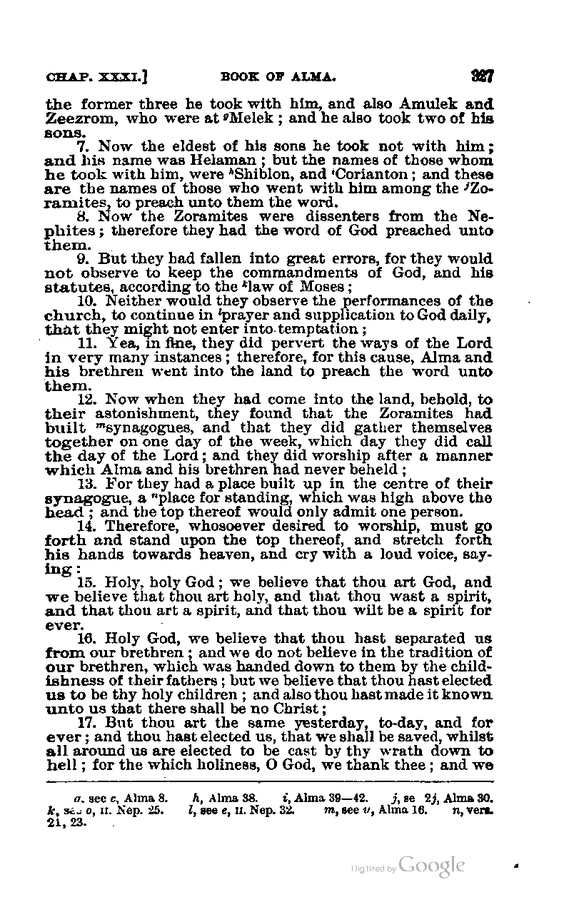 CHAP. XXXI.] BOOK OF ALMA. 327
the former three he took with him, and also Amulek and
Zeezrom, who were at gMelek; and he also took two of his
sons.
7. Now the eldest of his sons he took not with him;
and his name was Helaman; but the names of those whom
he took with him, were hShiblon, and iCorianton; and these
are the names of those who went with him among the jZo-
ramites, to preach unto them the word.
8. Now the Zoramites were dissenters from the Ne-
phites; therefore they had the word of God preached unto
them.
9. But they had fallen into great errors, for they would
not observe to keep the commandments of God, and his
statutes, according to the klaw of Moses;
10. Neither would they observe the performances of the
church, to continue in lprayer and supplication to God daily,
that they might not enter into temptation;
11. Yea, in fine, they did pervert the ways of the Lord
in very many instances; therefore, for this cause, Alma and
his brethren went into the land to preach the word unto
them.
12. Now when they had come into the land, behold, to
their astonishment, they found that the Zoramites had
built msynagogues, and that they did gather themselves
together on one day of the week, which day they did call
the day of the Lord; and they did worship after a manner
which Alma and his brethren had never beheld;
13. For they had a place built up in the centre of their
synagogue, a nplace for standing, which was high above the
head; and the top thereof would only admit one person.
14. Therefore, whosoever desired to worship, must go
forth and stand upon the top thereof, and stretch forth
his hands towards heaven, and cry with a loud voice, say-
ing:
15. Holy, holy God; we believe that thou art God, and
we believe that thou art holy, and that thou wast a spirit,
and that thou art a spirit, and that thou wilt be a spirit for
ever.
16. Holy God, we believe that thou hast separated us
from our brethren; and we do not believe in the tradition of
our brethren, which was handed down to them by the child-
ishness of their fathers; but we believe that thou hast elected
us to be thy holy children; and also thou hast made it known
unto us that there shall be no Christ;
17. But thou art the same yesterday, to-day, and for
ever; and thou hast elected us, that we shall be saved, whilst
all around us are elected to be cast by thy wrath down to
hell; for the which holiness, O God, we thank thee; and we
g, see c, Alma 8. h, Alma 38. i, Alma 39—42. j, se 2j, Alma 30.
k, see o, II. Nep. 25. l, see e, II. Nep. 32. m, see v, Alma 16. n, vers.
21, 23.
Digitized by Google